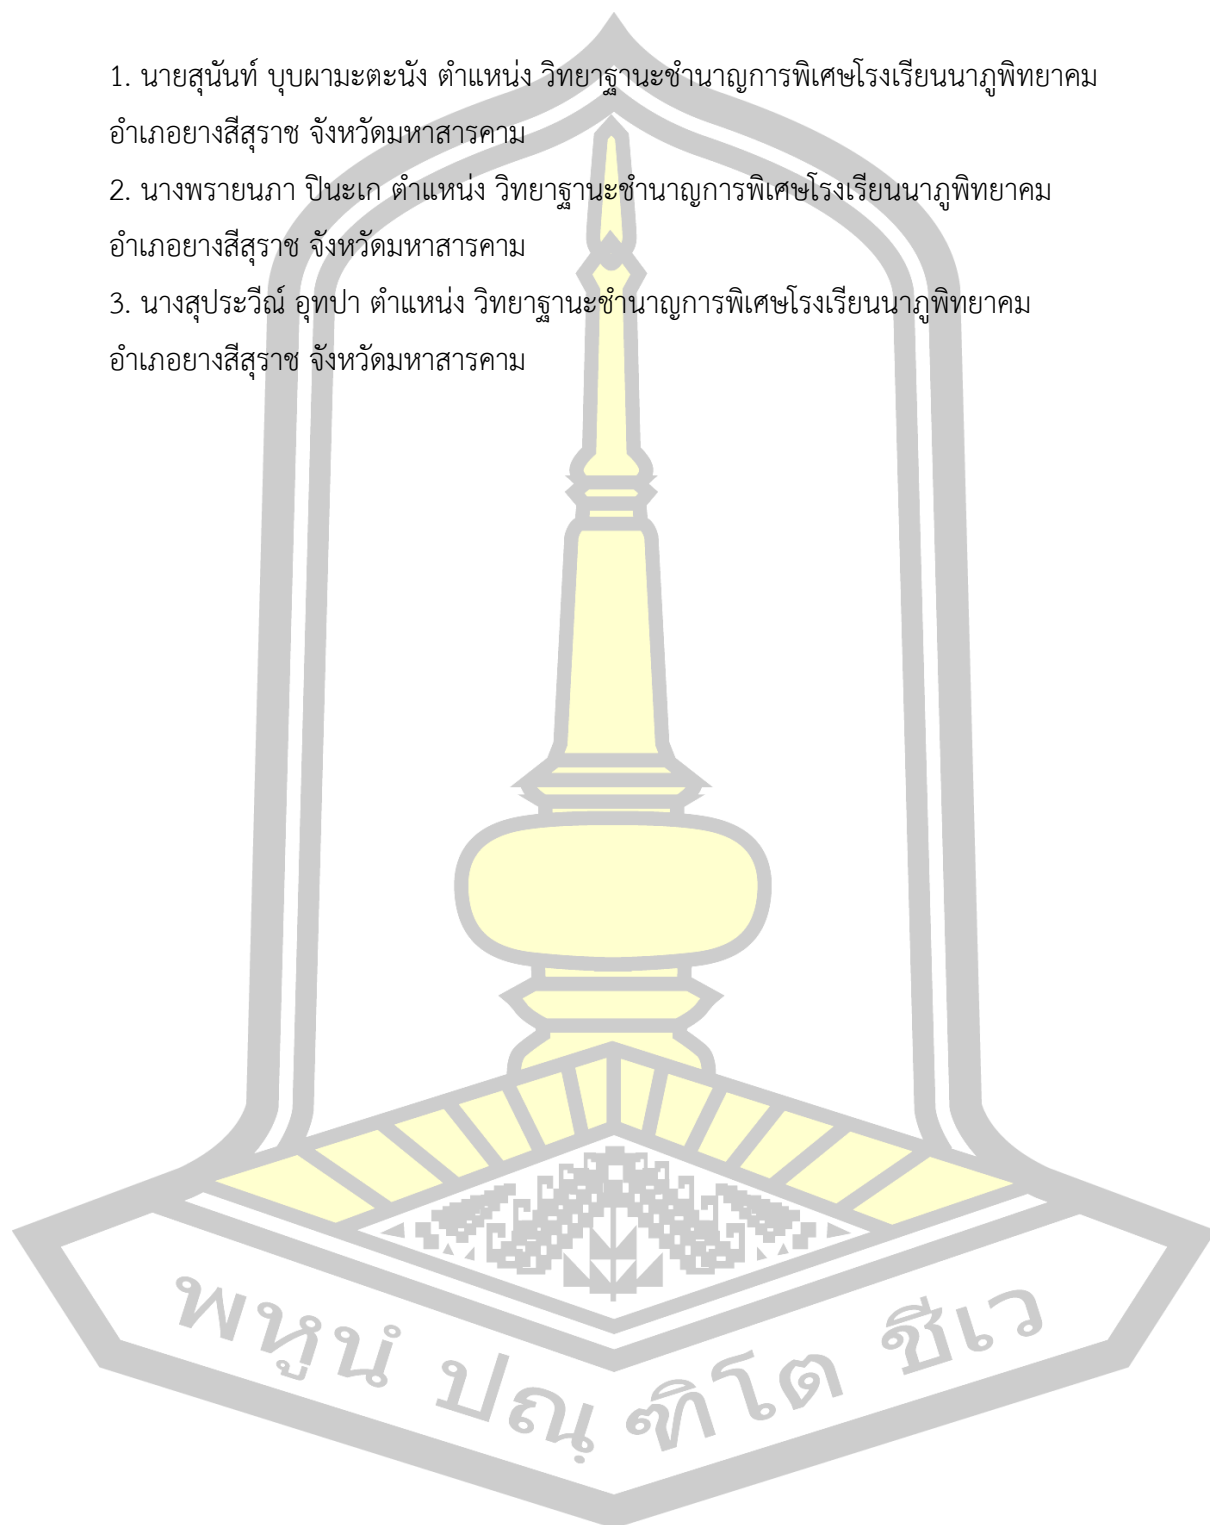 1. นายสุนันท์ บุบผามะตะนัง ตำแหน่ง วิทยาฐานะชำนาญการพิเศษโรงเรียนนาภูพิทยาคม
อำเภอยางสีสุราช จังหวัดมหาสารคาม
2. นางพรายนภา ปินะเก ตำแหน่ง วิทยาฐานะชำนาญการพิเศษโรงเรียนนาภูพิทยาคม
อำเภอยางสีสุราช จังหวัดมหาสารคาม
3. นางสุประวีณ์ อุทปา ตำแหน่ง วิทยาฐานะชำนาญการพิเศษโรงเรียนนาภูพิทยาคม
อำเภอยางสีสุราช จังหวัดมหาสารคาม
พหูนํ ปณฺ ฑิโต ชีเว